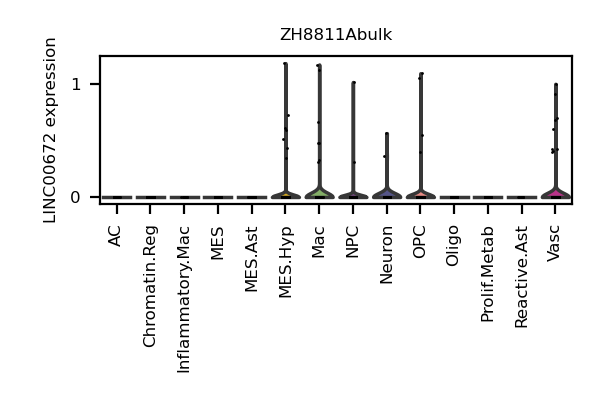 ZH8811Abulk
LINC00672 expression
1
0
AC
Chromatin.Reg
Inflammatory.Mac
MES
MES.Ast
MES.Hyp
Mac
NPC
Neuron
OPC
Oligo
Prolif.Metab
Reactive.Ast
Vasc